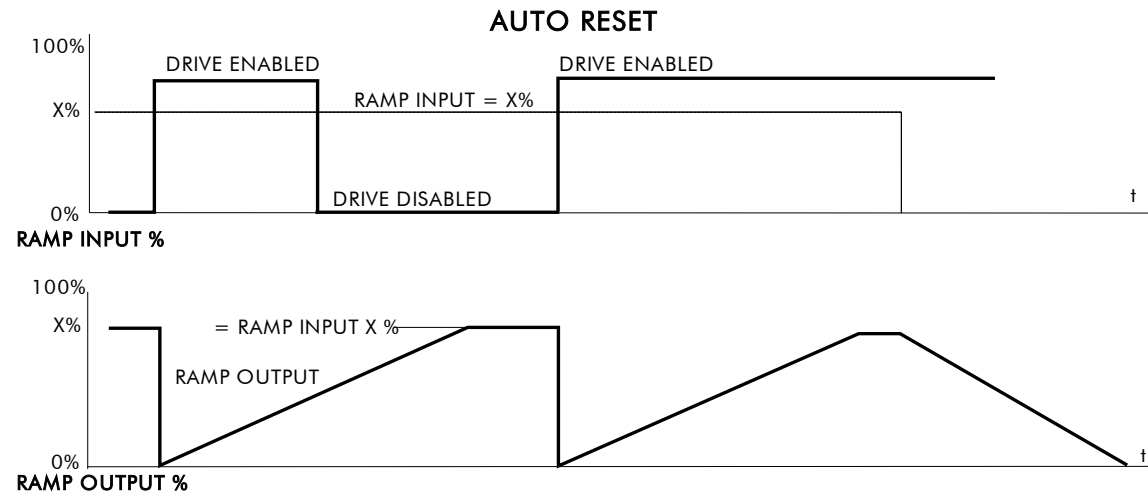 AUTO RESET
100%
DRIVE ENABLED
DRIVE ENABLED
X%
RAMP INPUT = X%
DRIVE DISABLED
t
0%
RAMP INPUT %
100%
X%
= RAMP INPUT X %
RAMP OUTPUT
0%
t
RAMP OUTPUT %